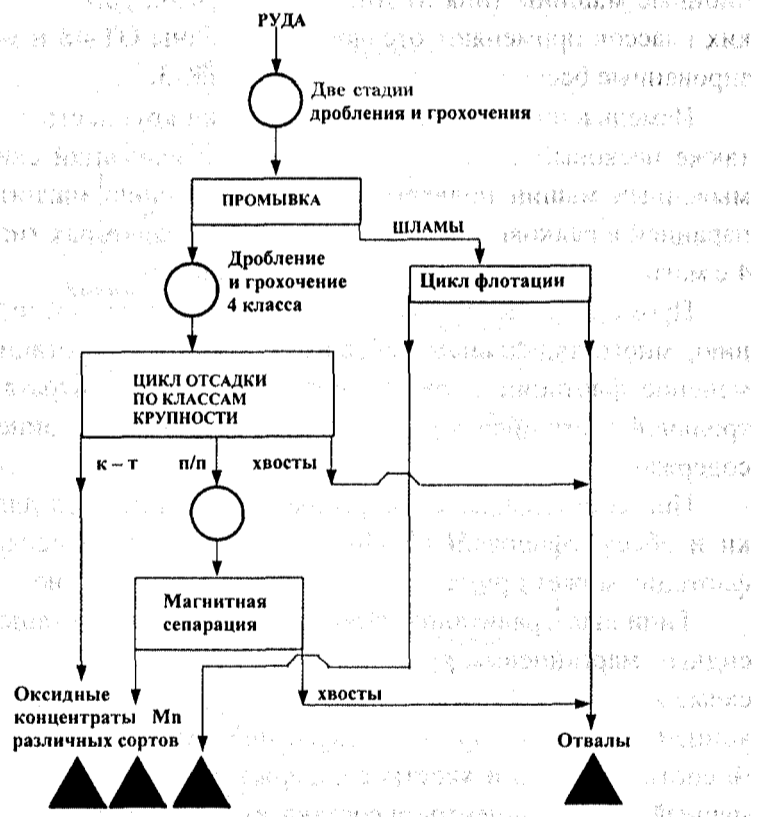 РУДА
Две стадии
дробления и грохочения
ПРОМЫВКА
ШЛАМЫ
Дробление
и грохочение
4 класса
Цикл флотации
ЦИКЛ ОТСАДКИ
ПО КЛАССАМ
КРУПНОСТИ
к – т п/п хвосты
Магнитная
сепарация
хвосты
Оксидные
концентраты Mn
различных сортов
Отвалы